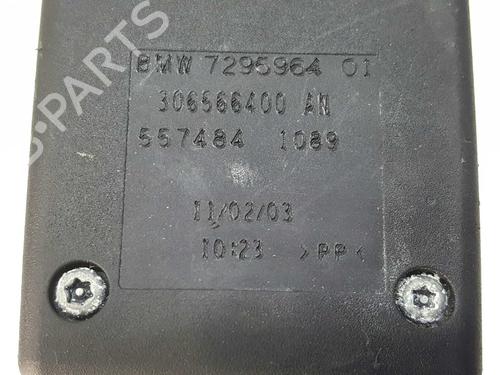 BMW 7295964 01
306566400 AN
557484 1089
11/02/03
10:23 >PP<
B-PARTS